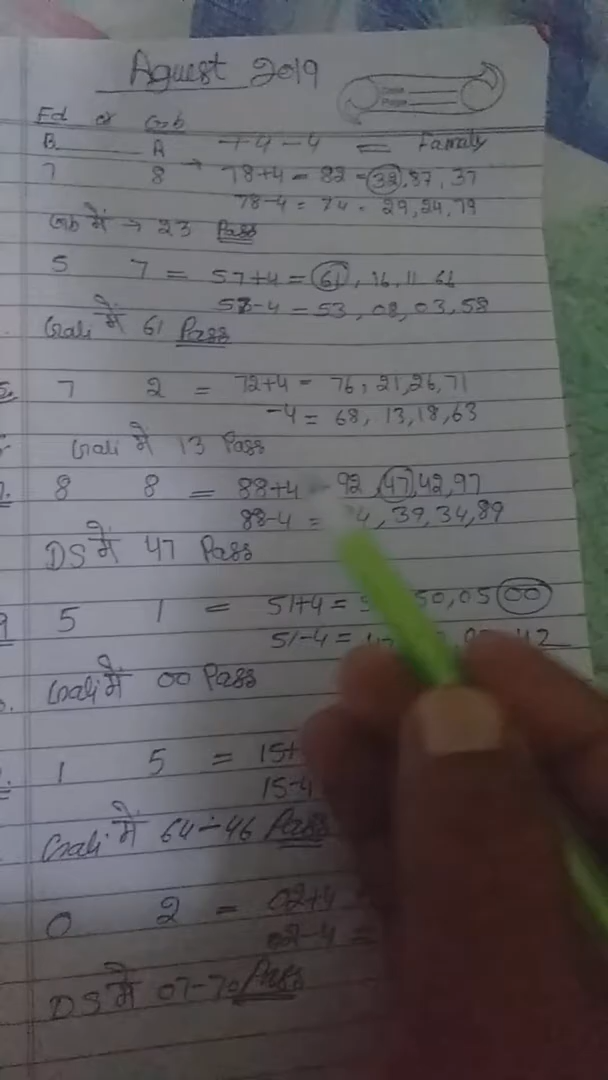 Aguest 2019
Fd or Gb
B A +4-4 = Famaly
7 8 → 78+4 = 82 = 32, 87, 37
78-4 = 74 - 29, 24, 79
Gb में → 23 Pass
5 7 = 57+4 = 61, 16, 11 66
57-4 = 53, 08, 03, 58
Gali में 61 Pass
7 2 = 72+4 = 76, 21, 26, 71
-4 = 68, 13, 18, 63
Gali में 13 Pass
8 8 = 88+4 - 92, 47, 42, 97
88-4 = 4, 39, 34, 89
DS में 47 Pass
5 1 = 51+4 = 50, 05 00
51-4 = 42
Gali में 00 Pass
1 5 = 15+
15-4
Gali में 64-46 Pass
0 2 = 02+4
02-4 =
DS में 07-70 Pass